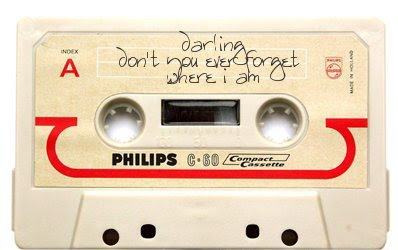 darling
don't you ever forget
where i am
INDEX
A
PHILIPS
MADE IN HOLLAND
PHILIPS C-60 Compact
Cassette